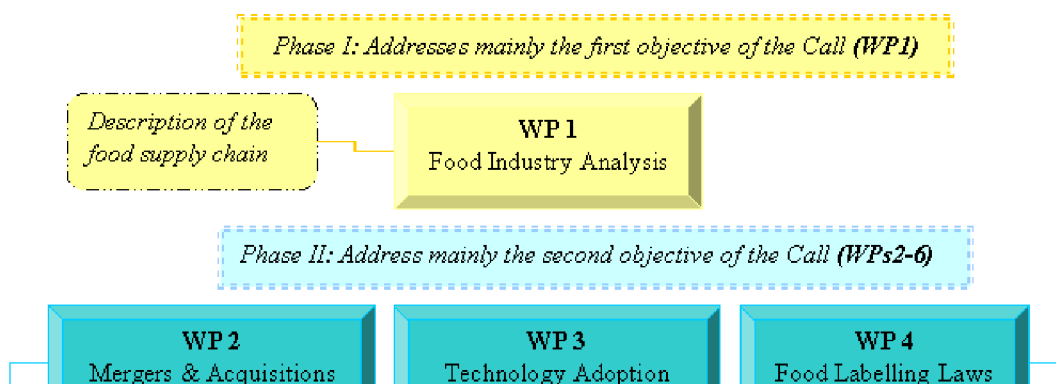 Phase I: Addresses mainly the first objective of the Call (WP1)
Description of the
food supply chain
WP 1
Food Industry Analysis
Phase II: Address mainly the second objective of the Call (WPs2-6)
WP 2
Mergers & Acquisitions
WP 3
Technology Adoption
WP 4
Food Labelling Laws